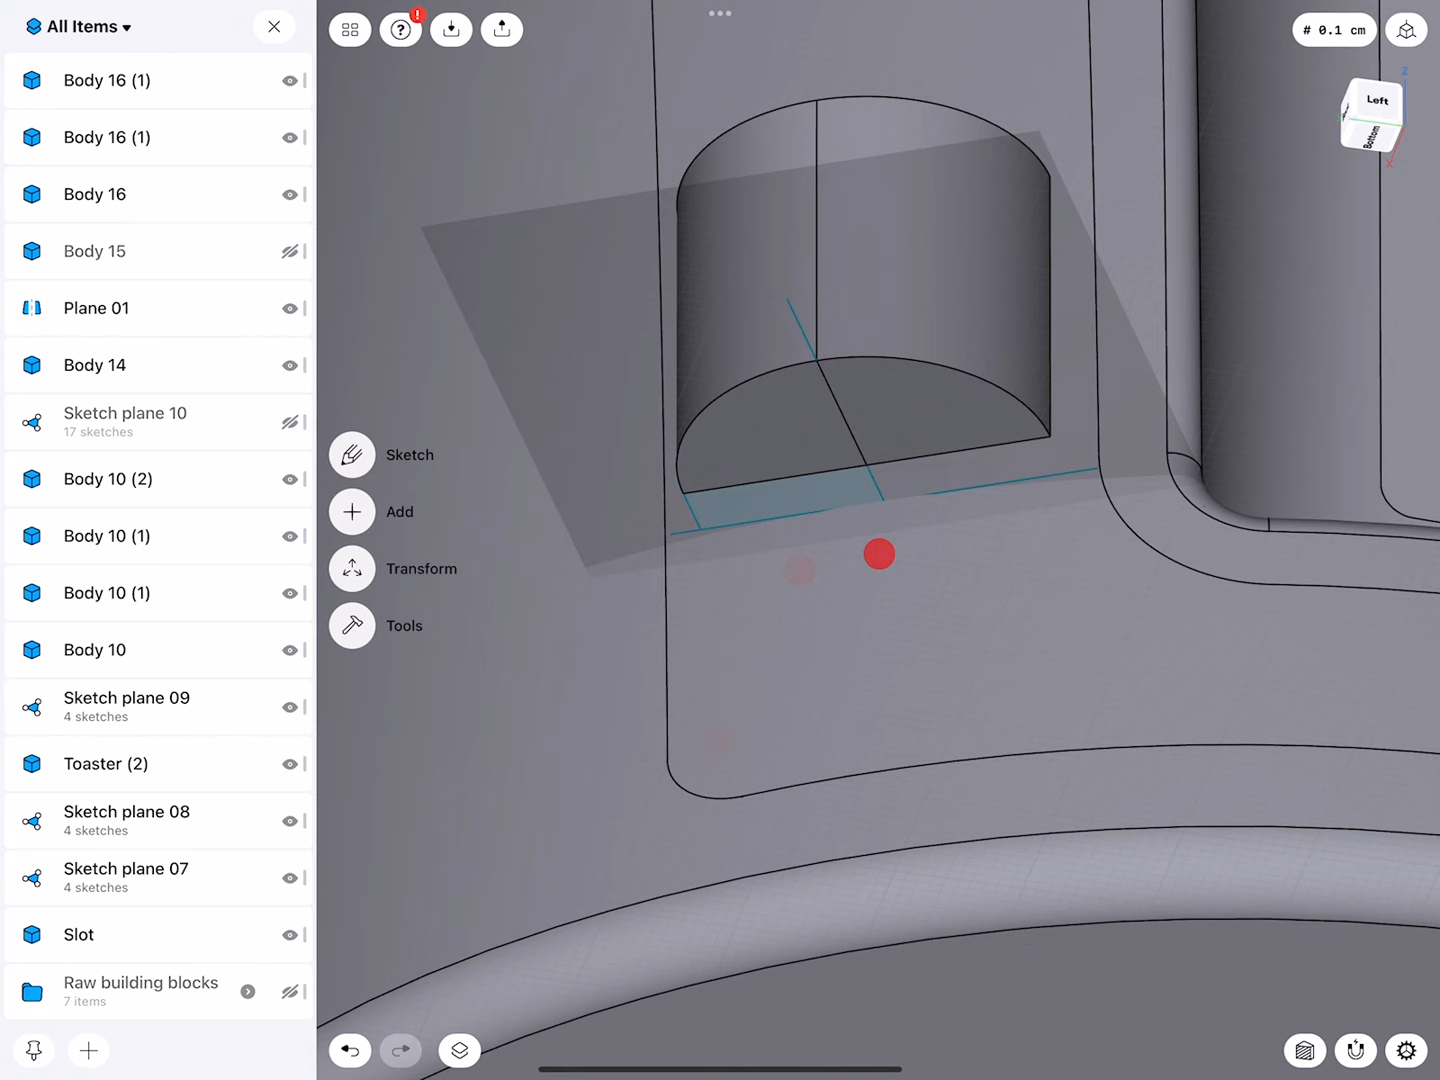 All Items
Body 16 (1)
Body 16 (1)
Body 16
Body 15
Plane 01
Body 14
Sketch plane 10
17 sketches
Body 10 (2)
Body 10 (1)
Body 10 (1)
Body 10
Sketch plane 09
4 sketches
Toaster (2)
Sketch plane 08
4 sketches
Sketch plane 07
4 sketches
Slot
Raw building blocks
7 items
Sketch
Add
Transform
Tools
# 0.1 cm
Z
Left
Bottom
X